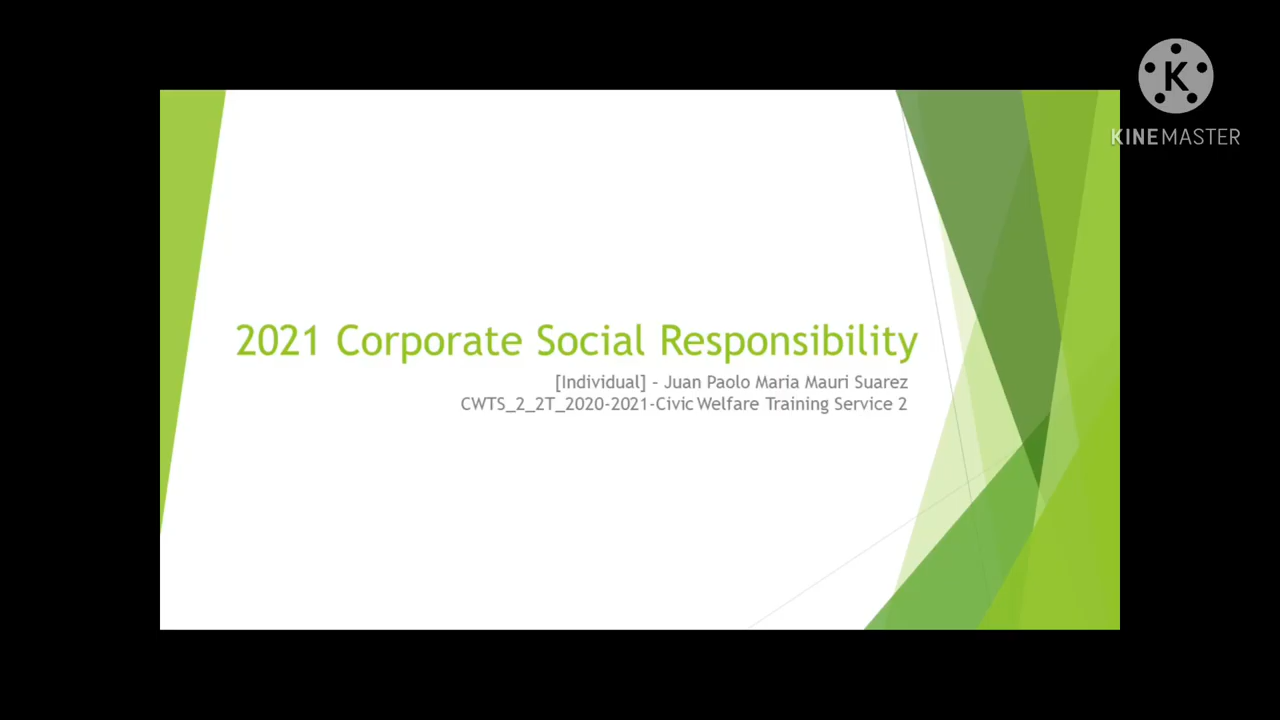 K
KINEMASTER
2021 Corporate Social Responsibility
[Individual] - Juan Paolo Maria Mauri Suarez
CWTS_2_2T_2020-2021-Civic Welfare Training Service 2